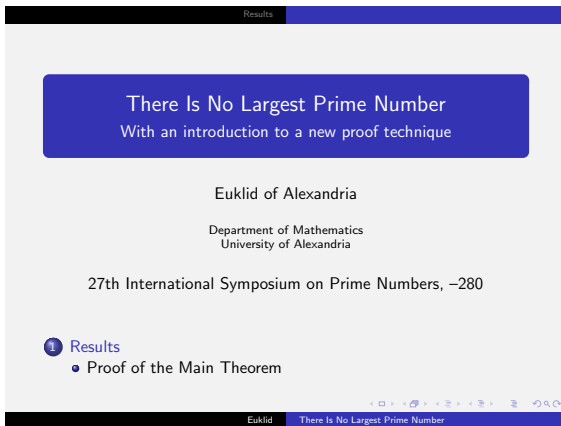 Results
There Is No Largest Prime Number
With an introduction to a new proof technique
Euklid of Alexandria
Department of Mathematics
University of Alexandria
27th International Symposium on Prime Numbers, –280
1 Results
Proof of the Main Theorem
Euklid There Is No Largest Prime Number